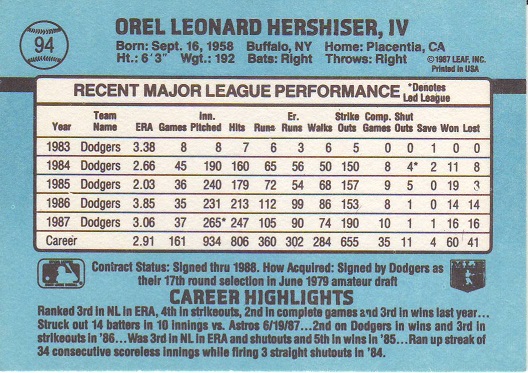 94
OREL LEONARD HERSHISER, IV
Born: Sept. 16, 1958 Buffalo, NY Home: Placentia, CA
Ht.: 6'3" Wgt.: 192 Bats: Right Throws: Right
©1987 LEAF, INC.
Printed in USA
RECENT MAJOR LEAGUE PERFORMANCE *Denotes Led League
Year Team Name ERA Games Inn. Pitched Hits Runs Er. Runs Walks Strike Outs Comp. Games Shut Outs Save Won Lost
1983 Dodgers 3.38 8 8 7 6 3 6 5 0 0 1 0 0
1984 Dodgers 2.66 45 190 160 65 56 50 150 8 4* 2 11 8
1985 Dodgers 2.03 36 240 179 72 54 68 157 9 5 0 19 3
1986 Dodgers 3.85 35 231 213 112 99 86 153 8 1 0 14 14
1987 Dodgers 3.06 37 265* 247 105 90 74 190 10 1 1 16 16
Career 2.91 161 934 806 360 302 284 655 35 11 4 60 41
Contract Status: Signed thru 1988. How Acquired: Signed by Dodgers as
their 17th round selection in June 1979 amateur draft
CAREER HIGHLIGHTS
Ranked 3rd in NL in ERA, 4th in strikeouts, 2nd in complete games and 3rd in wins last year...
Struck out 14 batters in 10 innings vs. Astros 6/19/87...2nd on Dodgers in wins and 3rd in
strikeouts in '86...Was 3rd in NL in ERA and shutouts and 5th in wins in '85...Ran up streak of
34 consecutive scoreless innings while firing 3 straight shutouts in '84.